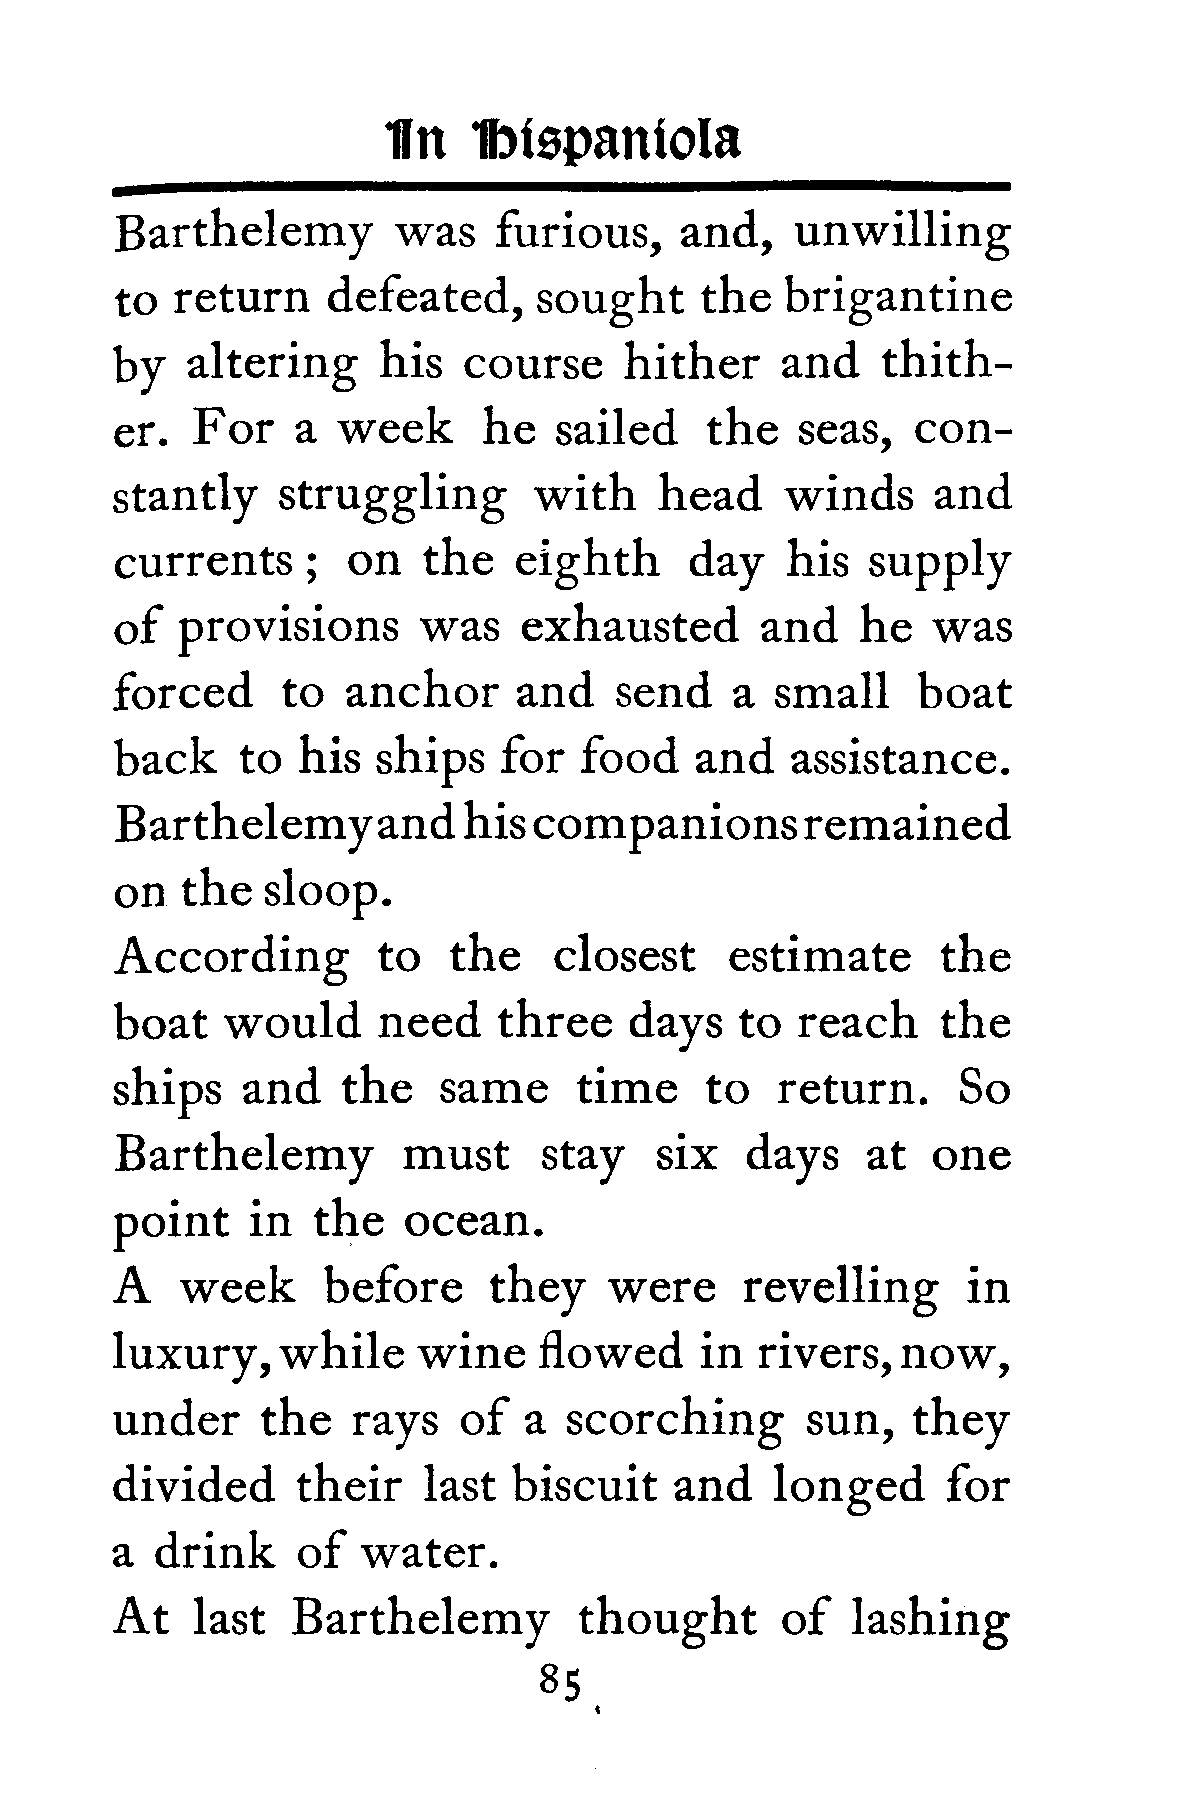 In Hispaniola
Barthelemy was furious, and, unwilling
to return defeated, sought the brigantine
by altering his course hither and thith-
er. For a week he sailed the seas, con-
stantly struggling with head winds and
currents ; on the eighth day his supply
of provisions was exhausted and he was
forced to anchor and send a small boat
back to his ships for food and assistance.
Barthelemy and his companions remained
on the sloop.
According to the closest estimate the
boat would need three days to reach the
ships and the same time to return. So
Barthelemy must stay six days at one
point in the ocean.
A week before they were revelling in
luxury, while wine flowed in rivers, now,
under the rays of a scorching sun, they
divided their last biscuit and longed for
a drink of water.
At last Barthelemy thought of lashing
85